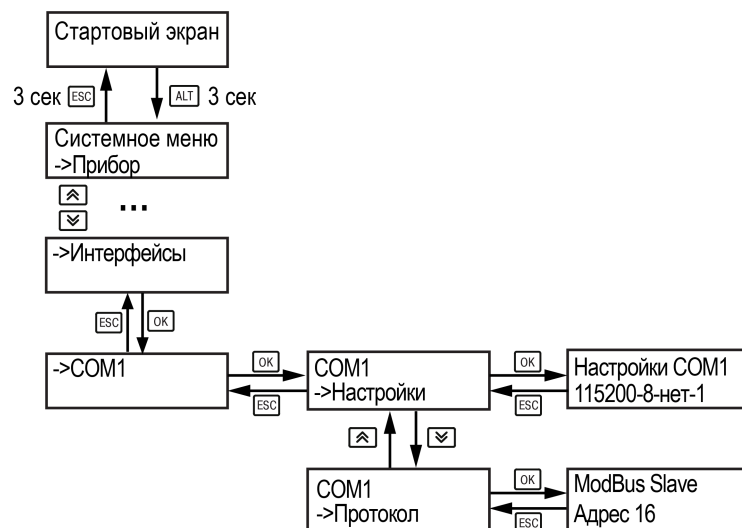 Стартовый экран
3 сек ESC ALT 3 сек
Системное меню
->Прибор
...
->Интерфейсы
ESC OK
->COM1
OK
ESC
COM1
->Настройки
OK
ESC
Настройки COM1
115200-8-нет-1
COM1
->Протокол
OK
ESC
ModBus Slave
Адрес 16